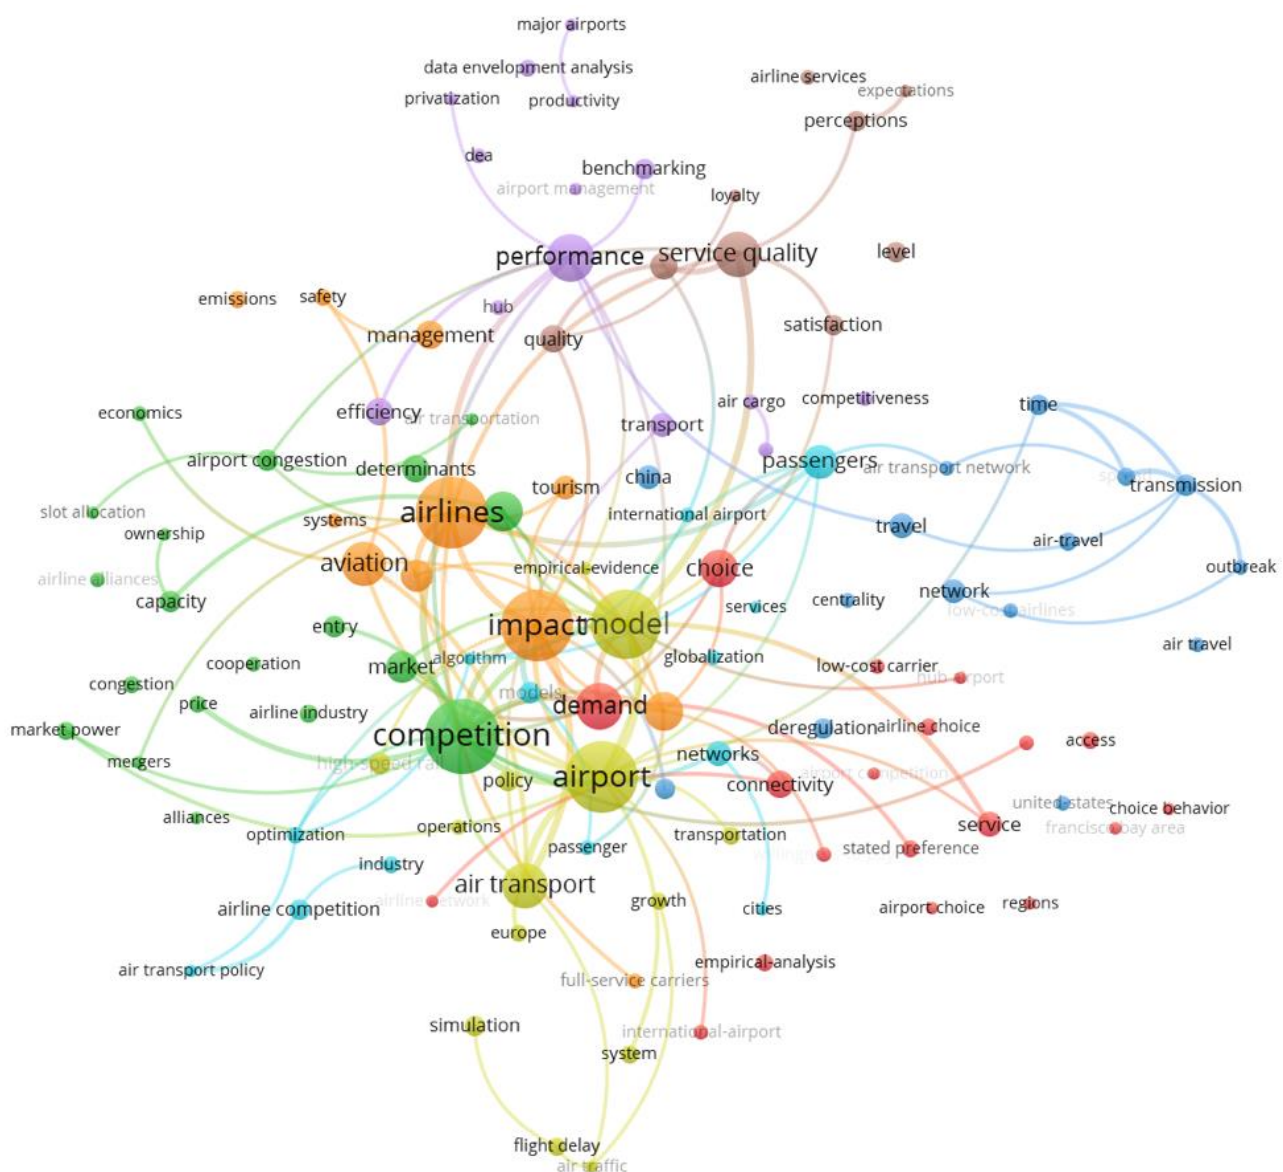 major airports
data envelopment analysis
airline services
expectations
privatization
productivity
perceptions
dea
benchmarking
airport management
loyalty
performance
service quality
level
emissions
safety
hub
management
quality
satisfaction
economics
efficiency
air transportation
air cargo
competitiveness
time
transport
airport congestion
determinants
passengers
air transport network
tourism
china
transmission
slot allocation
airlines
international airport
ownership
systems
travel
air-travel
airline alliances
aviation
empirical-evidence
choice
outbreak
capacity
services
centrality
network
low-cost airlines
entry
impact
model
air travel
cooperation
market
algorithm
globalization
low-cost carrier
hub airport
congestion
price
airline industry
models
demand
market power
competition
deregulation
airline choice
access
mergers
high-speed rail
policy
airport
networks
airport competition
connectivity
united-states
choice behavior
alliances
optimization
operations
passenger
transportation
service
francisco bay area
stated preference
industry
air transport
airline network
growth
cities
airport choice
regions
airline competition
europe
air transport policy
empirical-analysis
full-service carriers
simulation
international-airport
system
flight delay
air traffic